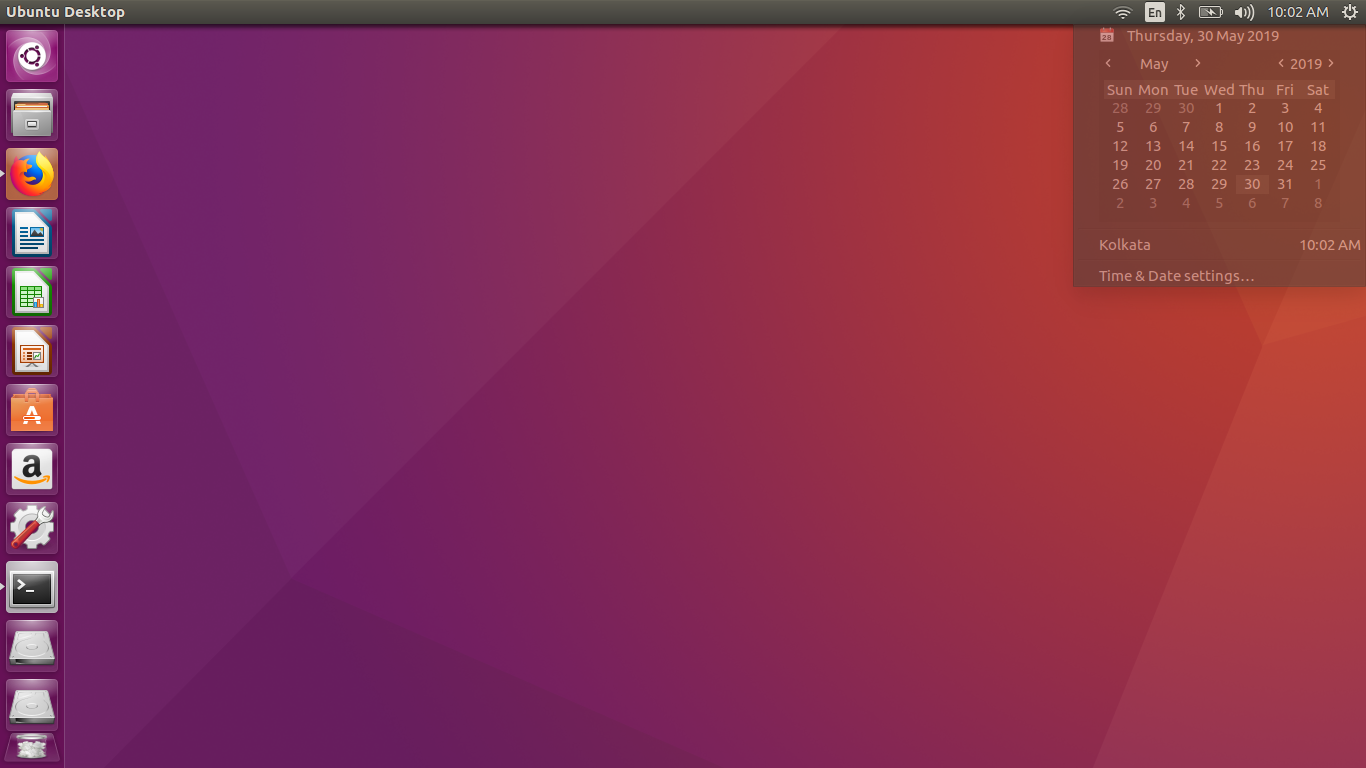 Ubuntu Desktop
En
10:02 AM
28
Thursday, 30 May 2019
< May > < 2019 >
Sun Mon Tue Wed Thu Fri Sat
28 29 30 1 2 3 4
5 6 7 8 9 10 11
12 13 14 15 16 17 18
19 20 21 22 23 24 25
26 27 28 29 30 31 1
2 3 4 5 6 7 8
Kolkata 10:02 AM
Time & Date settings…
A
a
>_